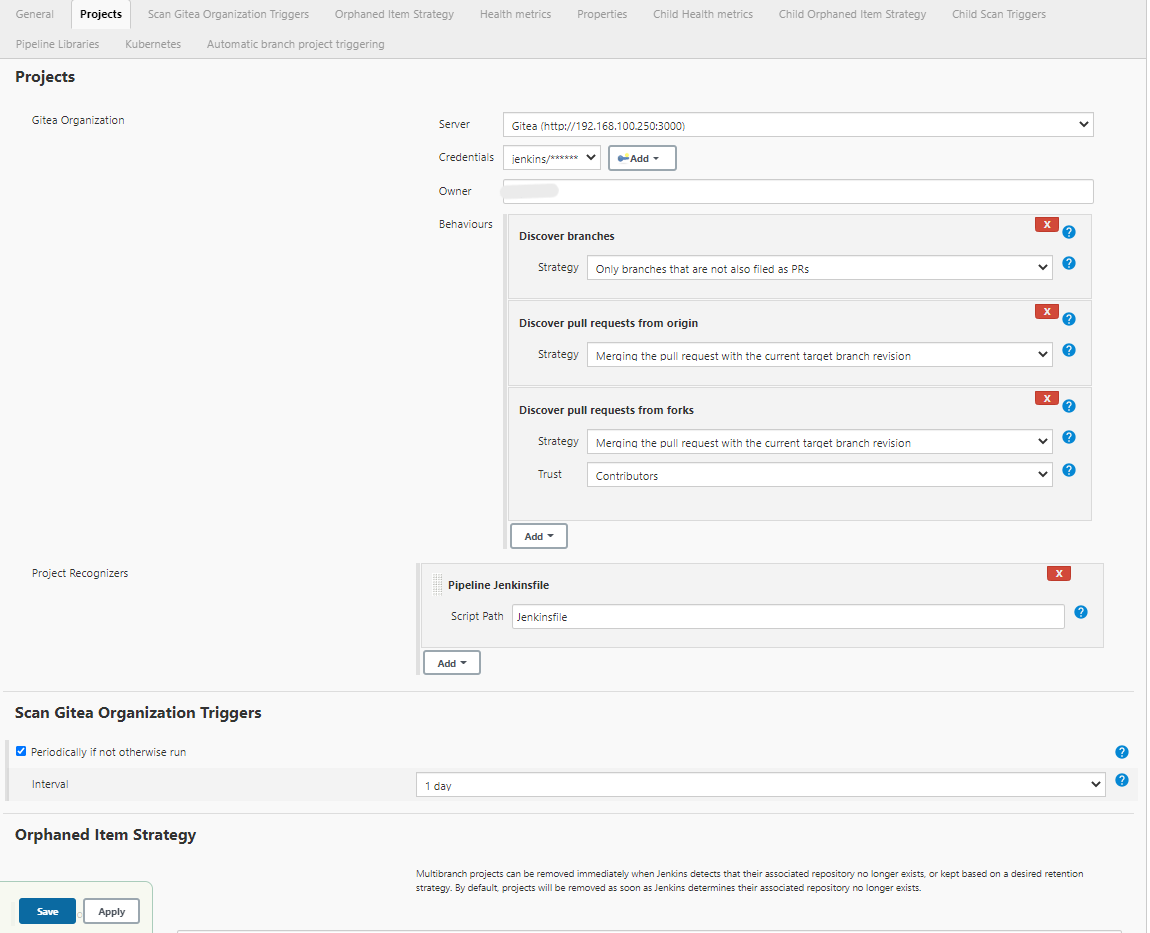 General Projects Scan Gitea Organization Triggers Orphaned Item Strategy Health metrics Properties Child Health metrics Child Orphaned Item Strategy Child Scan Triggers
Pipeline Libraries Kubernetes Automatic branch project triggering
Projects
Gitea Organization
Server Gitea (http://192.168.100.250:3000)
Credentials jenkins/****** Add
Owner
Behaviours
X
Discover branches ?
Strategy Only branches that are not also filed as PRs ?
X
Discover pull requests from origin ?
Strategy Merging the pull request with the current target branch revision ?
X
Discover pull requests from forks ?
Strategy Merging the pull request with the current target branch revision ?
Trust Contributors ?
Add
Project Recognizers
X
Pipeline Jenkinsfile
Script Path Jenkinsfile ?
Add
Scan Gitea Organization Triggers
Periodically if not otherwise run ?
Interval 1 day ?
Orphaned Item Strategy
Multibranch projects can be removed immediately when Jenkins detects that their associated repository no longer exists, or kept based on a desired retention
strategy. By default, projects will be removed as soon as Jenkins determines their associated repository no longer exists.
Save Apply